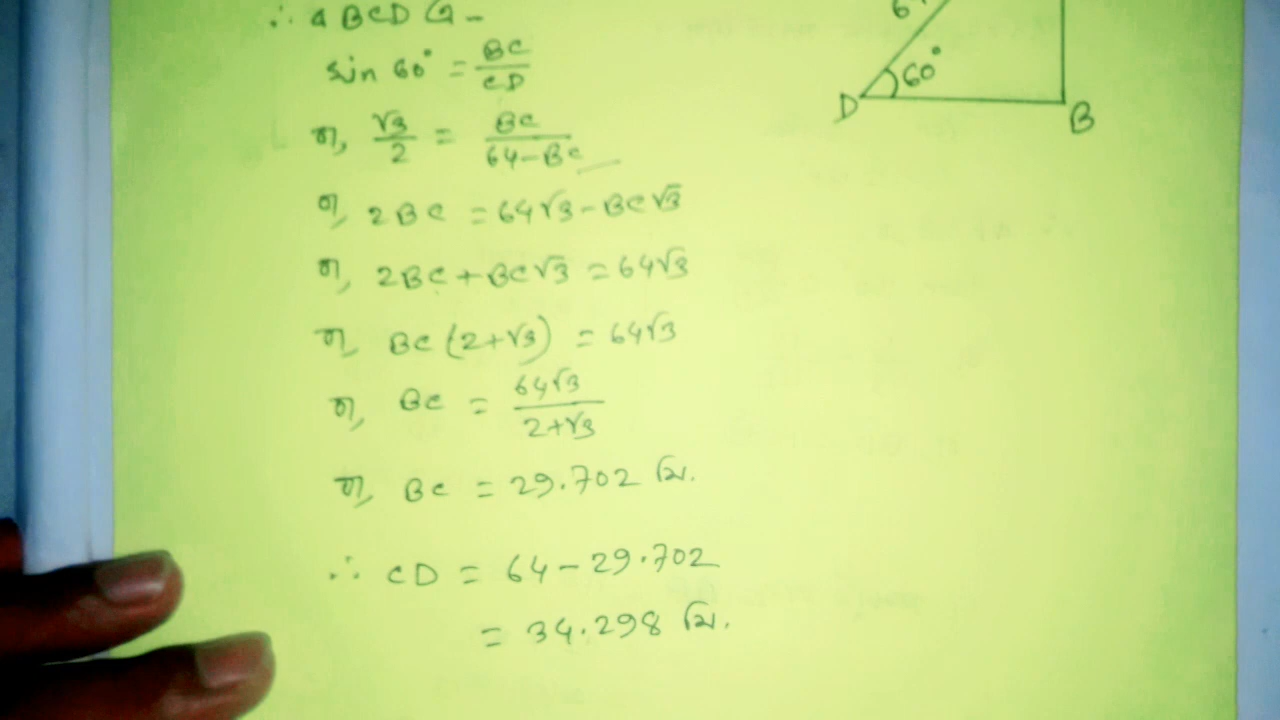 ∴ △BCD এ-
sin 60° = BC/CD
বা, √3/2 = BC/64-BC
বা, 2BC = 64√3-BC√3
বা, 2BC+BC√3 = 64√3
বা, BC(2+√3) = 64√3
বা, BC = 64√3/2+√3
বা, BC = 29.702 মি.
∴ CD = 64-29.702
= 34.298 মি.
60°
D
B